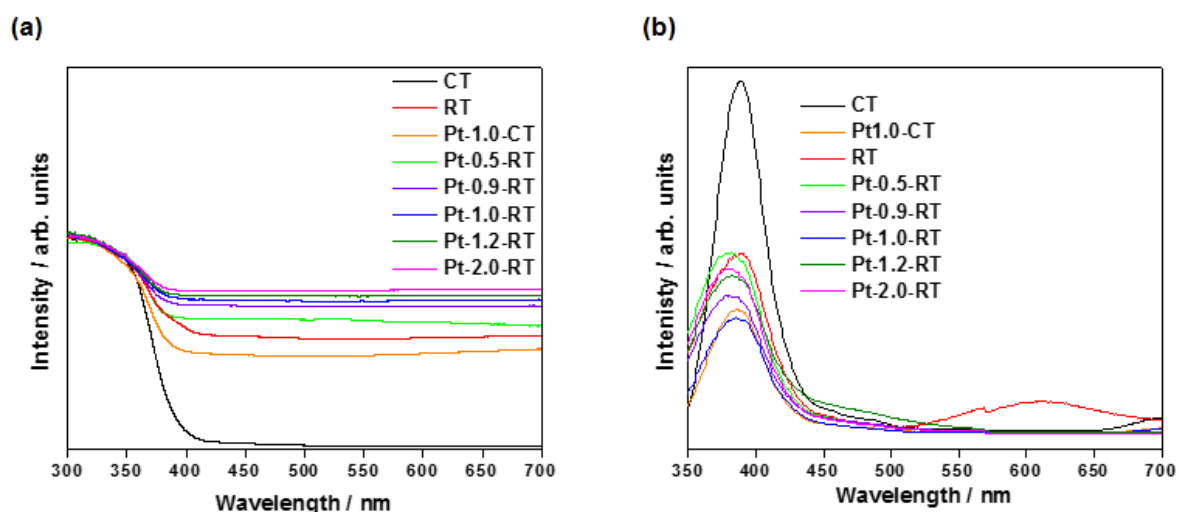 (a)
CT
RT
Pt-1.0-CT
Pt-0.5-RT
Pt-0.9-RT
Pt-1.0-RT
Pt-1.2-RT
Pt-2.0-RT
Intensity / arb. units
300 350 400 450 500 550 600 650 700
Wavelength / nm
(b)
CT
Pt1.0-CT
RT
Pt-0.5-RT
Pt-0.9-RT
Pt-1.0-RT
Pt-1.2-RT
Pt-2.0-RT
Intenisty / arb. units
350 400 450 500 550 600 650 700
Wavelength / nm